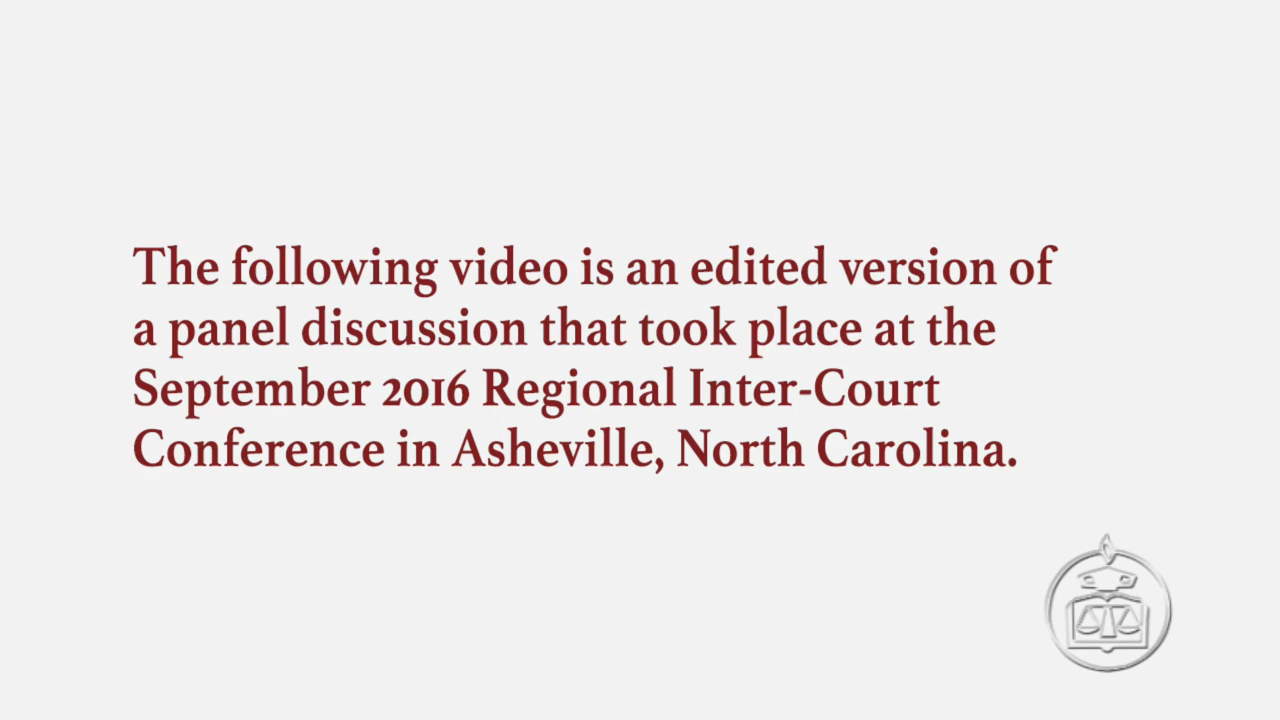 The following video is an edited version of
a panel discussion that took place at the
September 2016 Regional Inter-Court
Conference in Asheville, North Carolina.